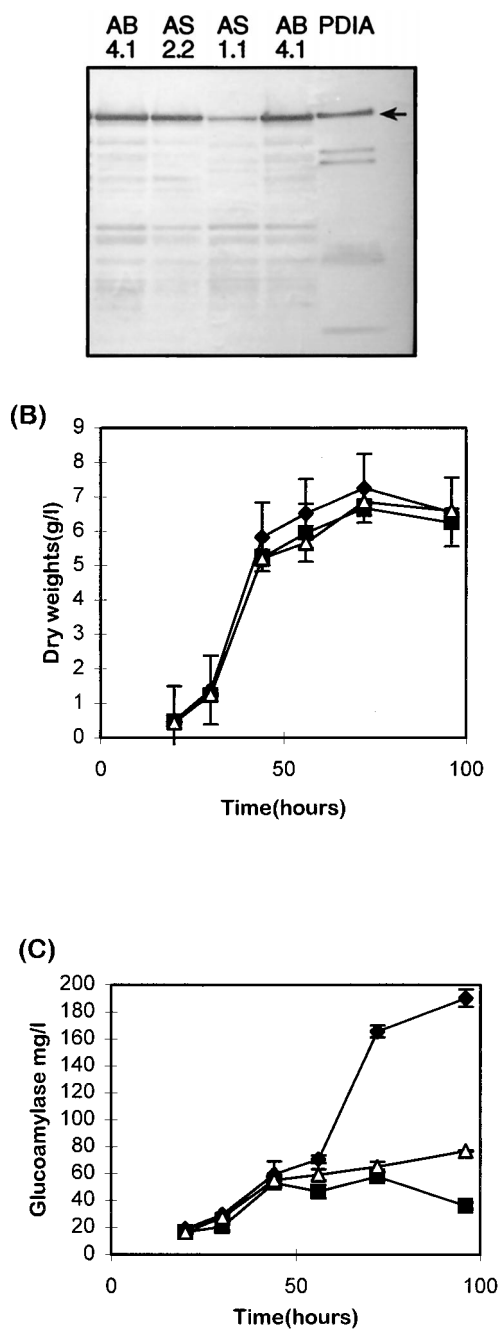 AB AS AS AB PDIA
4.1 2.2 1.1 4.1
(B)
9
8
7
6
5
4
3
2
1
0
Dry weights(g/l)
0 50 100
Time(hours)
(C)
200
180
160
140
120
100
80
60
40
20
0
Glucoamylase mg/l
0 50 100
Time(hours)